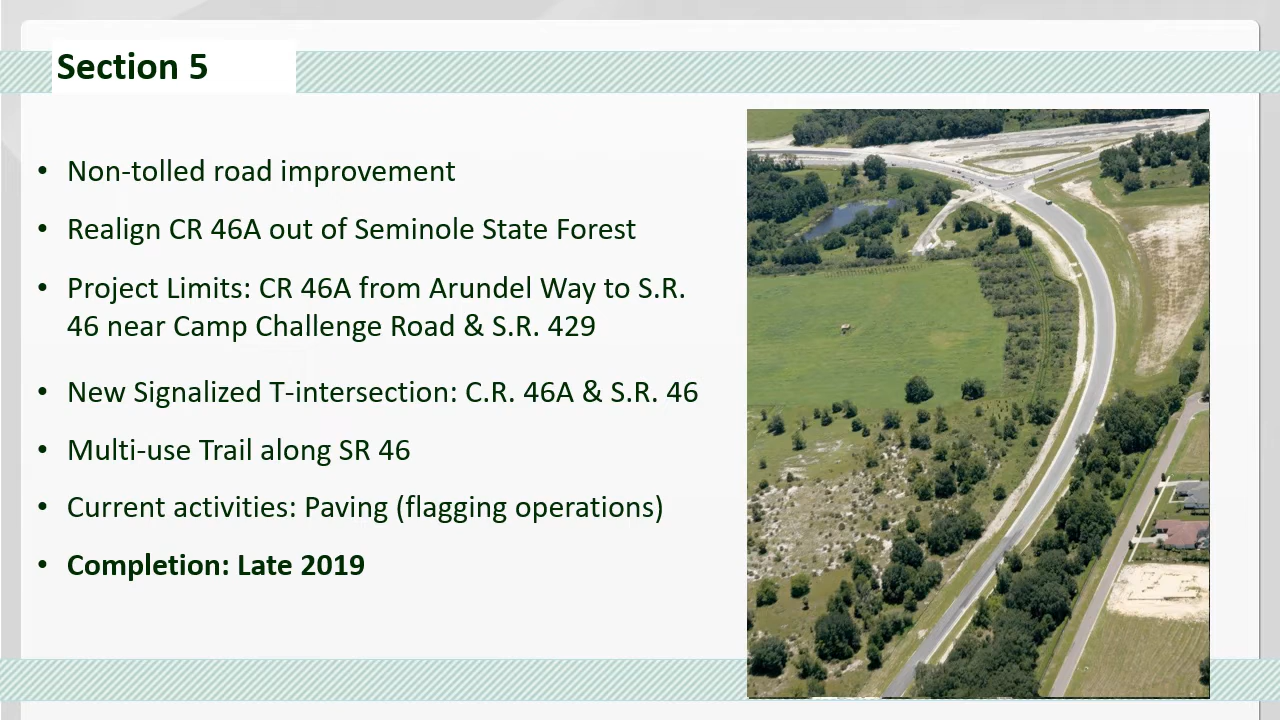 Section 5
• Non-tolled road improvement
• Realign CR 46A out of Seminole State Forest
• Project Limits: CR 46A from Arundel Way to S.R.
46 near Camp Challenge Road & S.R. 429
• New Signalized T-intersection: C.R. 46A & S.R. 46
• Multi-use Trail along SR 46
• Current activities: Paving (flagging operations)
• Completion: Late 2019